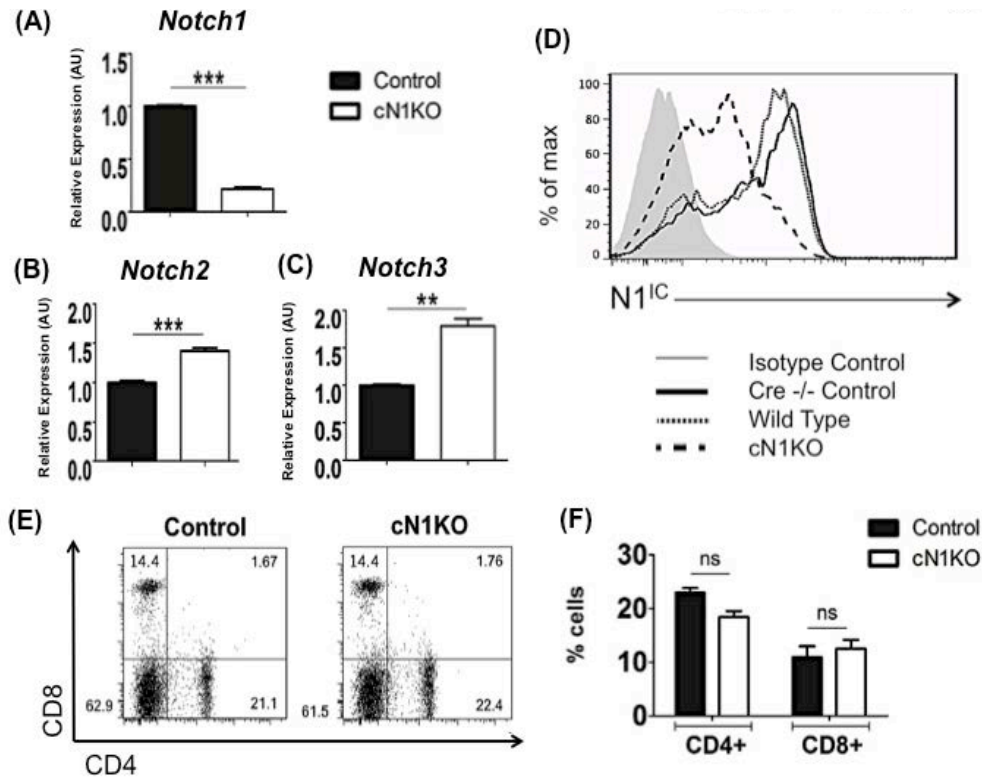 (A)
Notch1
Relative Expression (AU)
1.5
1.0
0.5
0.0
***
Control
cN1KO
(B)
Notch2
Relative Expression (AU)
2.0
1.5
1.0
0.5
0.0
***
(C)
Notch3
Relative Expression (AU)
2.0
1.5
1.0
0.5
0.0
**
(D)
% of max
100
80
60
40
20
0
N1IC
Isotype Control
Cre -/- Control
Wild Type
cN1KO
(E)
Control
cN1KO
14.4
1.67
62.9
21.1
14.4
1.76
61.5
22.4
CD8
CD4
(F)
Control
cN1KO
% cells
30
20
10
0
ns
ns
CD4+
CD8+